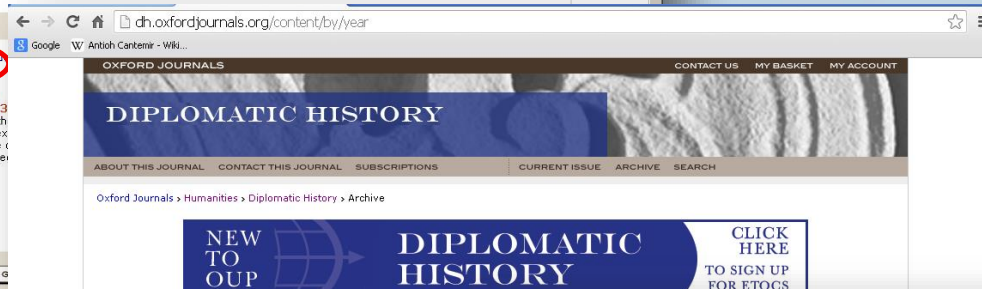 dh.oxfordjournals.org/content/by/year
Google Antioh Cantemir - Wiki...
OXFORD JOURNALS CONTACT US MY BASKET MY ACCOUNT
DIPLOMATIC HISTORY
ABOUT THIS JOURNAL CONTACT THIS JOURNAL SUBSCRIPTIONS CURRENT ISSUE ARCHIVE SEARCH
Oxford Journals > Humanities > Diplomatic History > Archive
NEW
TO
OUP
DIPLOMATIC
HISTORY
CLICK
HERE
TO SIGN UP
FOR ETOCS